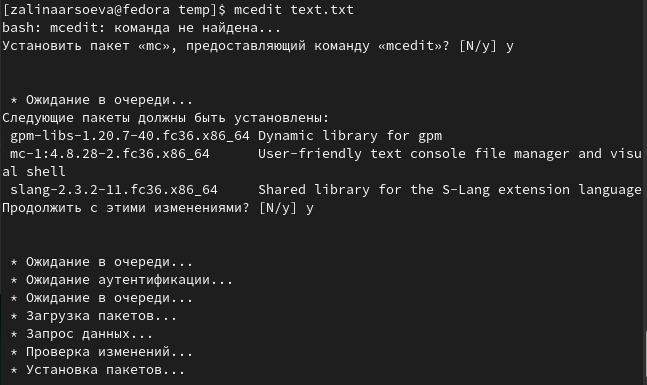 [zalinaarsoeva@fedora temp]$ mcedit text.txt
bash: mcedit: команда не найдена...
Установить пакет «mc», предоставляющий команду «mcedit»? [N/y] y
* Ожидание в очереди...
Следующие пакеты должны быть установлены:
gpm-libs-1.20.7-40.fc36.x86_64 Dynamic library for gpm
mc-1:4.8.28-2.fc36.x86_64 User-friendly text console file manager and visu
al shell
slang-2.3.2-11.fc36.x86_64 Shared library for the S-Lang extension language
Продолжить с этими изменениями? [N/y] y
* Ожидание в очереди...
* Ожидание аутентификации...
* Ожидание в очереди...
* Загрузка пакетов...
* Запрос данных...
* Проверка изменений...
* Установка пакетов...